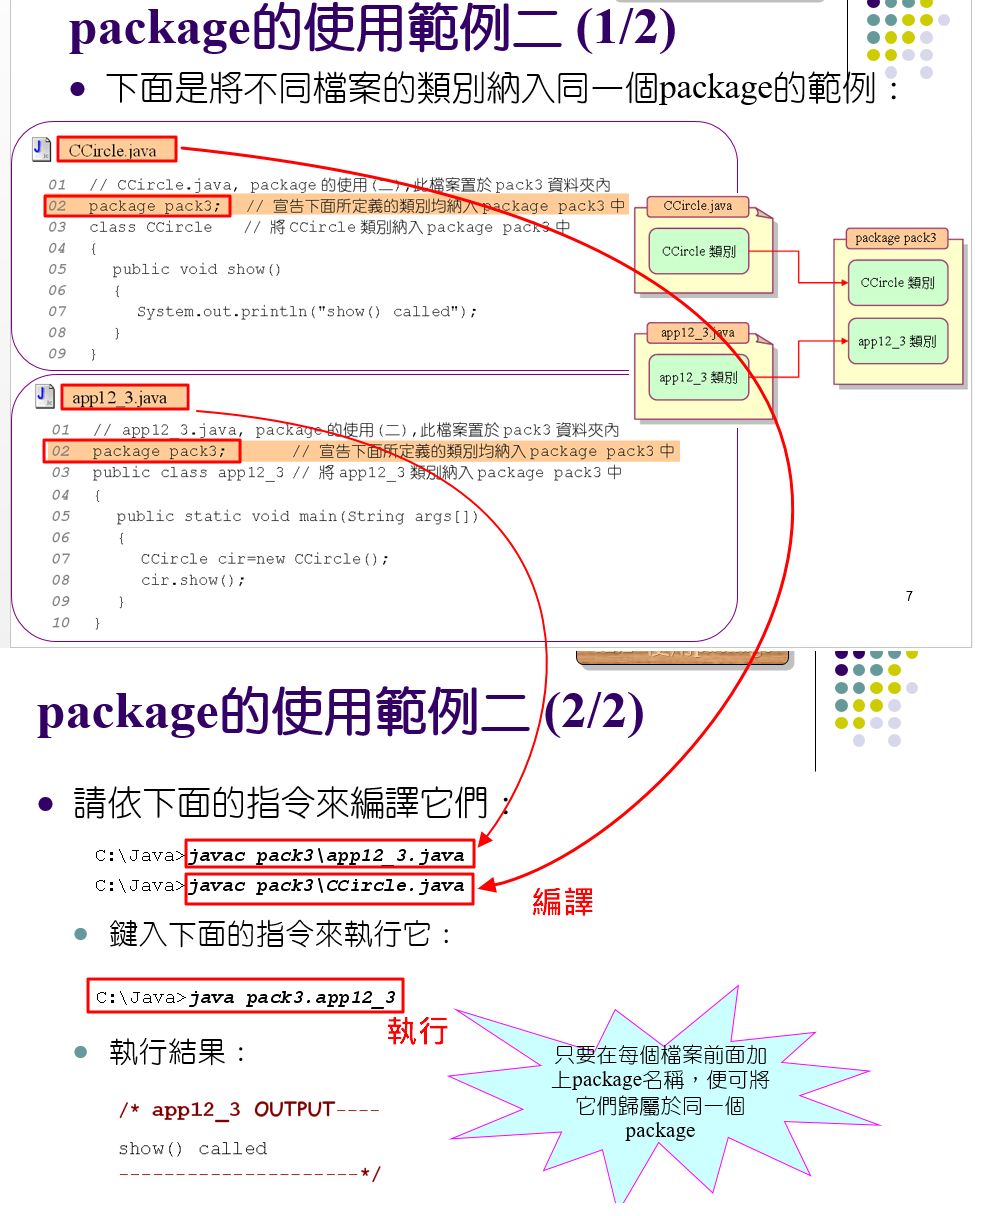 package的使用範例二 (1/2)
• 下面是將不同檔案的類別納入同一個package的範例：
CCircle.java
01 // CCircle.java, package 的使用(二),此檔案置於 pack3 資料夾內
02 package pack3; // 宣告下面所定義的類別均納入 package pack3 中
03 class CCircle // 將 CCircle 類別納入 package pack3 中
04 {
05 public void show()
06 {
07 System.out.println("show() called");
08 }
09 }
CCircle.java
CCircle 類別
app12_3.java
app12_3 類別
package pack3
CCircle 類別
app12_3 類別
app12_3.java
01 // app12_3.java, package 的使用(二),此檔案置於 pack3 資料夾內
02 package pack3; // 宣告下面所定義的類別均納入 package pack3 中
03 public class app12_3 // 將 app12_3 類別納入 package pack3 中
04 {
05 public static void main(String args[])
06 {
07 CCircle cir=new CCircle();
08 cir.show();
09 }
10 }
7
package的使用範例二 (2/2)
• 請依下面的指令來編譯它們：
C:\Java>javac pack3\app12_3.java
C:\Java>javac pack3\CCircle.java
編譯
• 鍵入下面的指令來執行它：
C:\Java>java pack3.app12_3
執行
• 執行結果：
/* app12_3 OUTPUT----
show() called
---------------------*/
只要在每個檔案前面加
上package名稱，便可將
它們歸屬於同一個
package